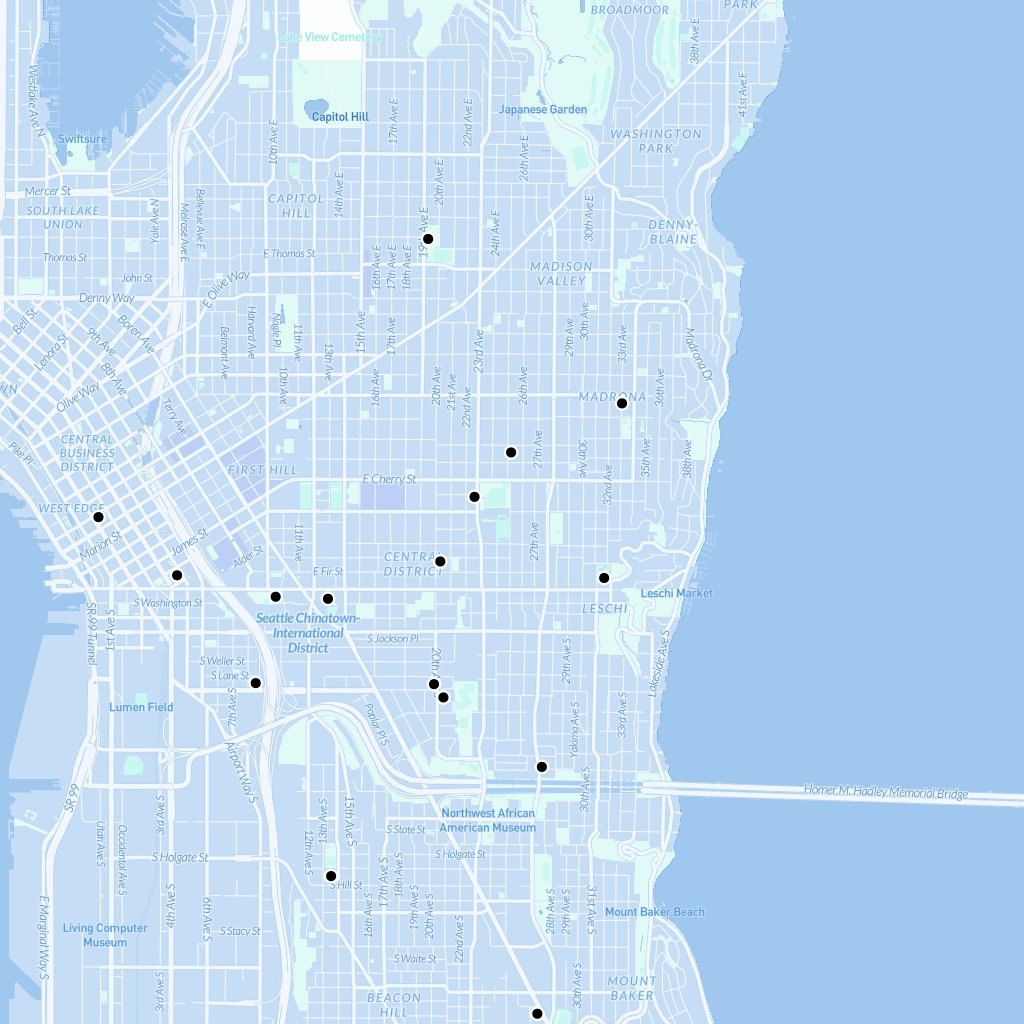 BROADMOOR
PARK
38th Ave E
Lake View Cemetery
Westlake Ave N
41st Ave E
Capitol Hill
17th Ave E
22nd Ave E
Japanese Garden
WASHINGTON
PARK
Swiftsure
10th Ave E
26th Ave E
20th Ave E
14th Ave E
Mercer St
Bellevue Ave E
CAPITOL
HILL
SOUTH LAKE
UNION
Yale Ave N
Melrose Ave E
19th Ave E
24th Ave E
30th Ave E
DENNY-
BLAINE
Thomas St
E Thomas St
16th Ave E
17th Ave E
18th Ave E
MADISON
VALLEY
John St
Denny Way
E Olive Way
Bell St
Boren Ave
9th Ave
Lenora St
8th Ave
Olive Way
Belmont Ave
Harvard Ave
Nagle Pl
11th Ave
10th Ave
13th Ave
15th Ave
17th Ave
16th Ave
23rd Ave
20th Ave
21st Ave
22nd Ave
26th Ave
29th Ave
30th Ave
33rd Ave
Madrona Dr
36th Ave
MADRONA
Terry Ave
Pike Pl
CENTRAL
BUSINESS
DISTRICT
FIRST HILL
E Cherry St
27th Ave
30th Ave
32nd Ave
35th Ave
38th Ave
WEST EDGE
Marion St
James St
Alder St
11th Ave
27th Ave
CENTRAL
DISTRICT
E Fir St
S Washington St
Seattle Chinatown-
International
District
LESCHI
Leschi Market
SR 99 Tunnel
1st Ave S
S Jackson Pl
S Weller St
S Lane St
29th Ave S
Lakeside Ave S
7th Ave S
Lumen Field
Poplar Pl S
Yakima Ave S
33rd Ave S
Airport Way S
SR 99
30th Ave S
Homer M. Hadley Memorial Bridge
Northwest African
American Museum
Utah Ave S
Occidental Ave S
3rd Ave S
12th Ave S
13th Ave S
15th Ave S
S State St
S Holgate St
S Holgate St
17th Ave S
18th Ave S
S Hill St
E Marginal Way S
4th Ave S
6th Ave S
16th Ave S
19th Ave S
20th Ave S
22nd Ave S
28th Ave S
29th Ave S
31st Ave S
Mount Baker Beach
Living Computer
Museum
S Stacy St
S Waite St
3rd Ave S
BEACON
HILL
30th Ave S
MOUNT
BAKER